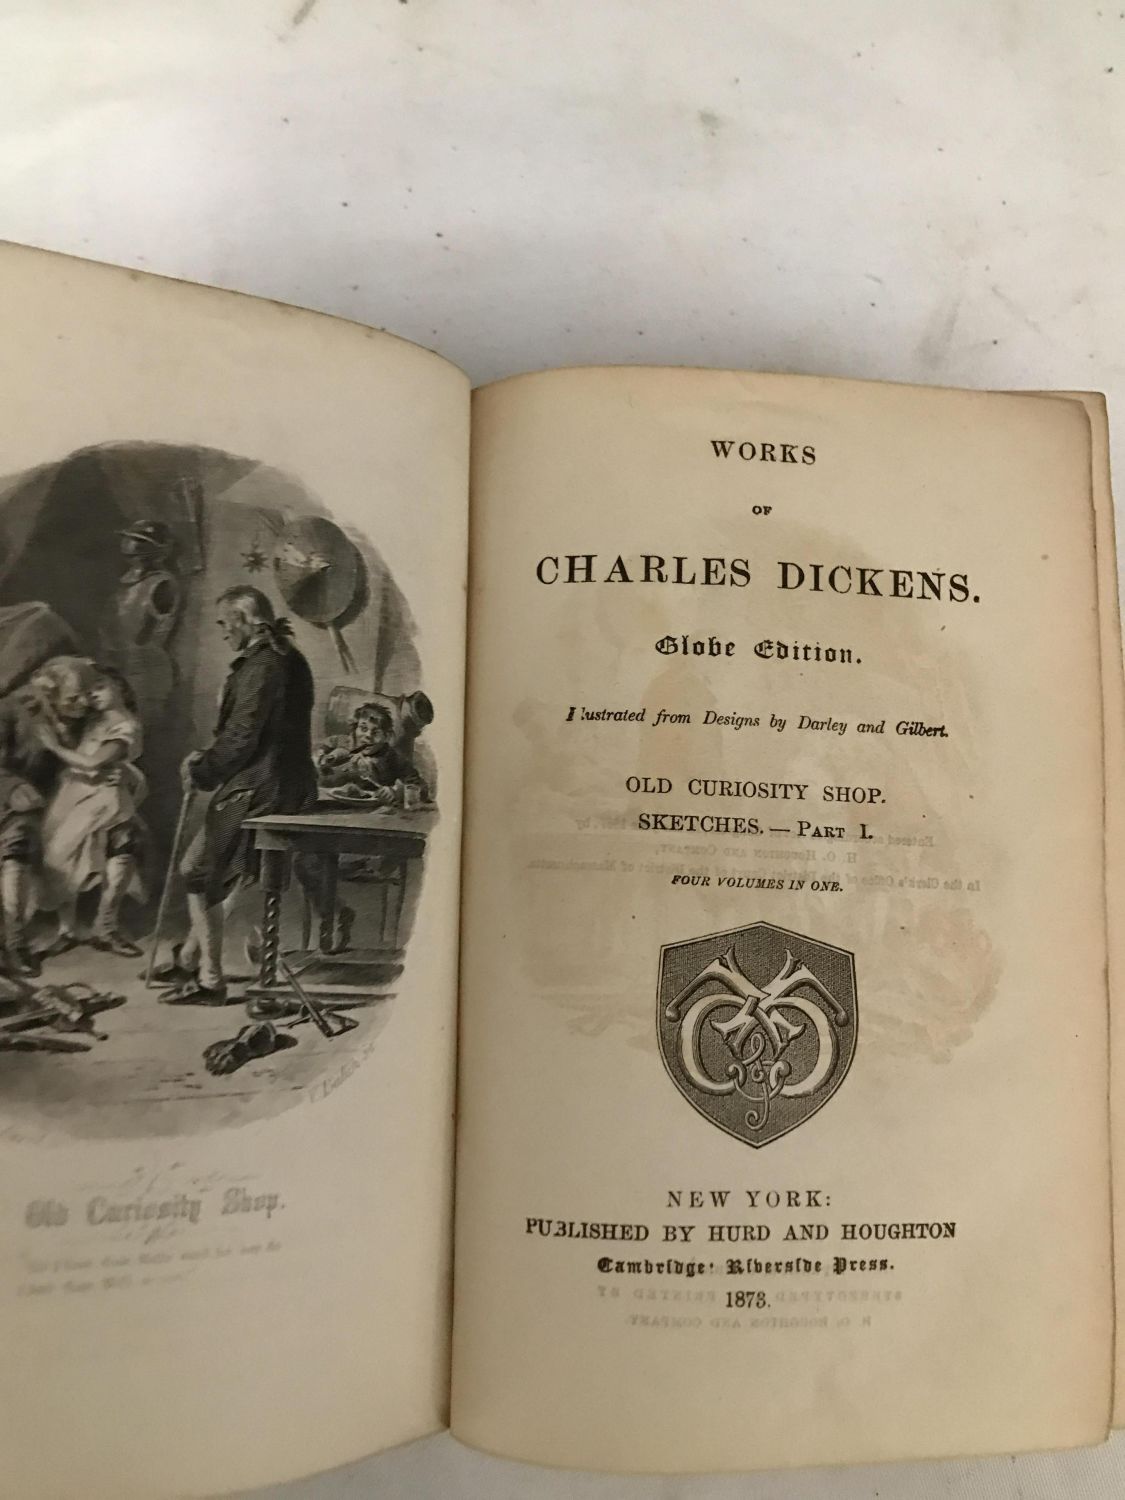 Old Curiosity Shop.
WORKS
OF
CHARLES DICKENS.
Globe Edition.
Illustrated from Designs by Darley and Gilbert.
OLD CURIOSITY SHOP.
SKETCHES. — PART I.
FOUR VOLUMES IN ONE.
NEW YORK:
PUBLISHED BY HURD AND HOUGHTON
Cambridge: Riverside Press.
1873.